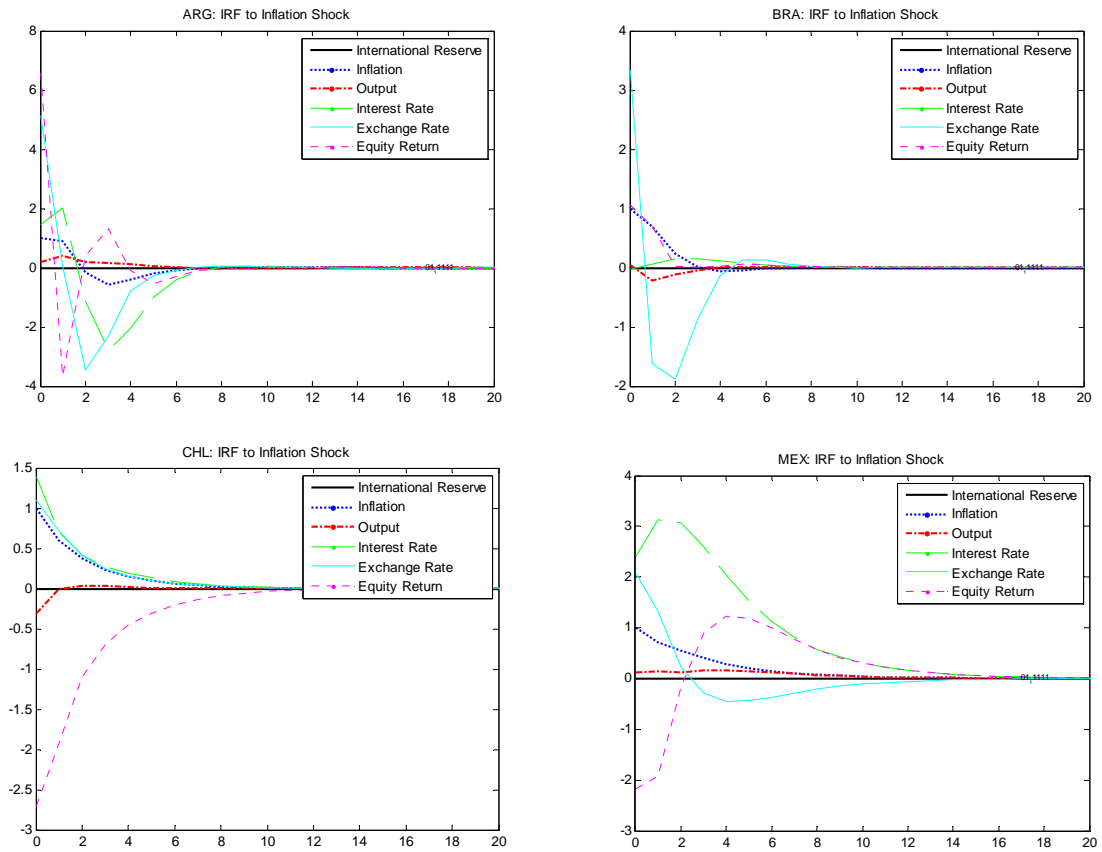 ARG: IRF to Inflation Shock
8
6
4
2
0
-2
-4
0 2 4 6 8 10 12 14 16 18 20
International Reserve
Inflation
Output
Interest Rate
Exchange Rate
Equity Return
BRA: IRF to Inflation Shock
4
3
2
1
0
-1
-2
0 2 4 6 8 10 12 14 16 18 20
International Reserve
Inflation
Output
Interest Rate
Exchange Rate
Equity Return
CHL: IRF to Inflation Shock
1.5
1
0.5
0
-0.5
-1
-1.5
-2
-2.5
-3
0 2 4 6 8 10 12 14 16 18 20
International Reserve
Inflation
Output
Interest Rate
Exchange Rate
Equity Return
MEX: IRF to Inflation Shock
4
3
2
1
0
-1
-2
-3
0 2 4 6 8 10 12 14 16 18 20
International Reserve
Inflation
Output
Interest Rate
Exchange Rate
Equity Return